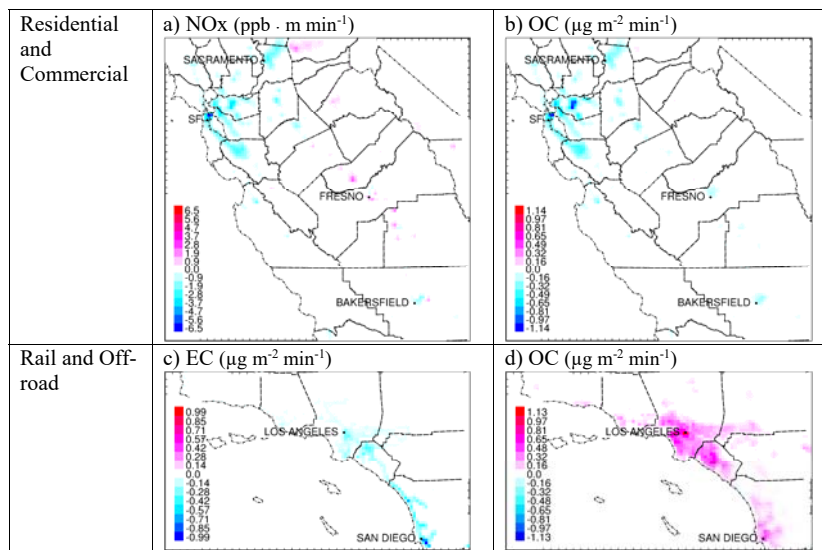 Residential
and
Commercial
a) NOx (ppb · m min-1)
SACRAMENTO
SF
FRESNO
BAKERSFIELD
6.5
5.6
4.7
3.7
2.8
1.9
0.9
0.0
-0.9
-1.9
-2.8
-3.7
-4.7
-5.6
-6.5
b) OC (µg m-2 min-1)
SACRAMENTO
SF
FRESNO
BAKERSFIELD
1.14
0.97
0.81
0.65
0.49
0.32
0.16
0.0
-0.16
-0.32
-0.49
-0.65
-0.81
-0.97
-1.14
Rail and Off-
road
c) EC (µg m-2 min-1)
LOS ANGELES
SAN DIEGO
0.99
0.85
0.71
0.57
0.42
0.28
0.14
0.0
-0.14
-0.28
-0.42
-0.57
-0.71
-0.85
-0.99
d) OC (µg m-2 min-1)
LOS ANGELES
SAN DIEGO
1.13
0.97
0.81
0.65
0.48
0.32
0.16
0.0
-0.16
-0.32
-0.48
-0.65
-0.81
-0.97
-1.13